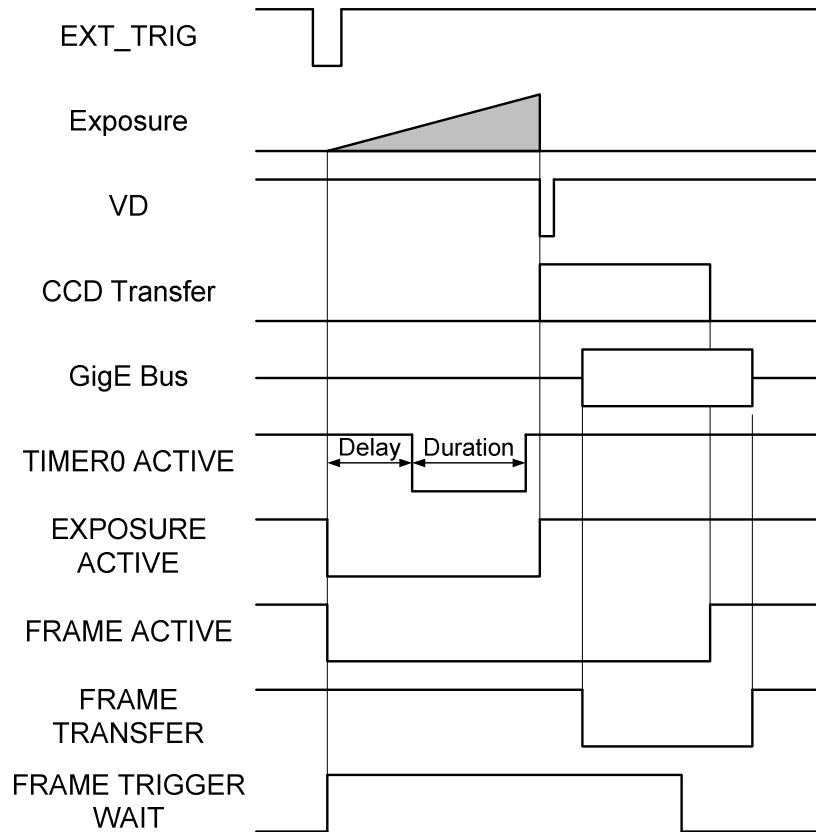 EXT_TRIG
Exposure
VD
CCD Transfer
GigE Bus
TIMER0 ACTIVE
Delay
Duration
EXPOSURE
ACTIVE
FRAME ACTIVE
FRAME
TRANSFER
FRAME TRIGGER
WAIT